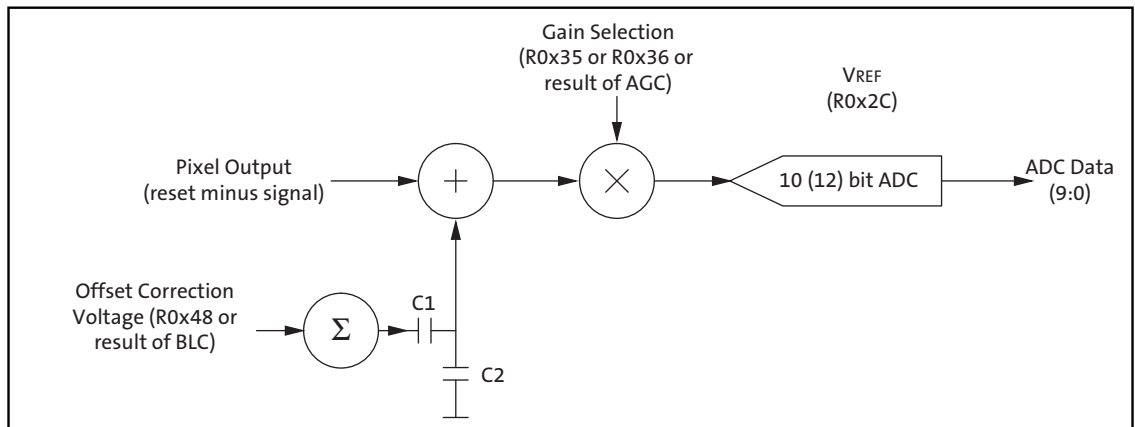 Gain Selection
(R0x35 or R0x36 or
result of AGC)
VREF
(R0x2C)
Pixel Output
(reset minus signal)
+
×
10 (12) bit ADC
ADC Data
(9:0)
Offset Correction
Voltage (R0x48 or
result of BLC)
Σ
C1
C2